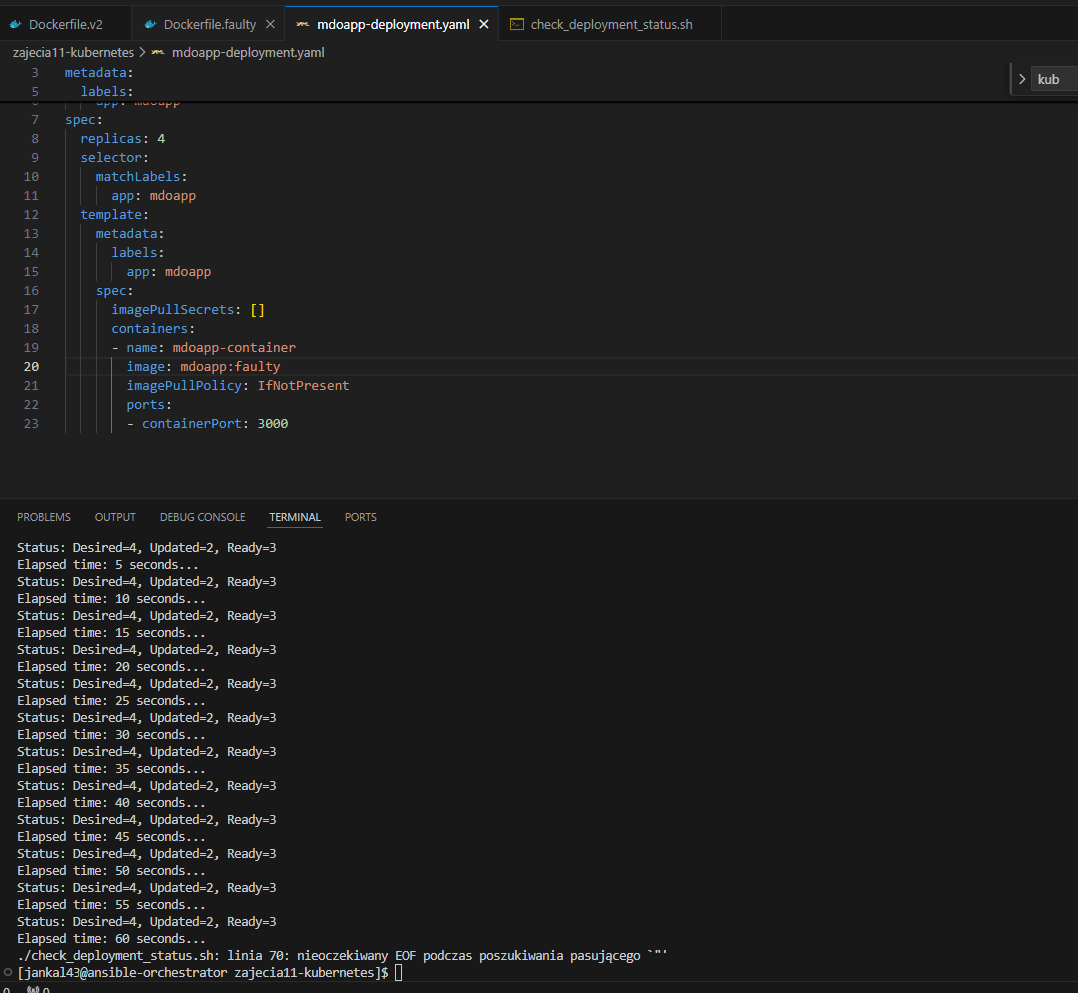 Dockerfile.v2 Dockerfile.faulty mdoapp-deployment.yaml check_deployment_status.sh
zajecia11-kubernetes > mdoapp-deployment.yaml
3 metadata:
5 labels:
6 app: mdoapp
kub
7 spec:
8 replicas: 4
9 selector:
10 matchLabels:
11 app: mdoapp
12 template:
13 metadata:
14 labels:
15 app: mdoapp
16 spec:
17 imagePullSecrets: []
18 containers:
19 - name: mdoapp-container
20 image: mdoapp:faulty
21 imagePullPolicy: IfNotPresent
22 ports:
23 - containerPort: 3000
PROBLEMS OUTPUT DEBUG CONSOLE TERMINAL PORTS
Status: Desired=4, Updated=2, Ready=3
Elapsed time: 5 seconds...
Status: Desired=4, Updated=2, Ready=3
Elapsed time: 10 seconds...
Status: Desired=4, Updated=2, Ready=3
Elapsed time: 15 seconds...
Status: Desired=4, Updated=2, Ready=3
Elapsed time: 20 seconds...
Status: Desired=4, Updated=2, Ready=3
Elapsed time: 25 seconds...
Status: Desired=4, Updated=2, Ready=3
Elapsed time: 30 seconds...
Status: Desired=4, Updated=2, Ready=3
Elapsed time: 35 seconds...
Status: Desired=4, Updated=2, Ready=3
Elapsed time: 40 seconds...
Status: Desired=4, Updated=2, Ready=3
Elapsed time: 45 seconds...
Status: Desired=4, Updated=2, Ready=3
Elapsed time: 50 seconds...
Status: Desired=4, Updated=2, Ready=3
Elapsed time: 55 seconds...
Status: Desired=4, Updated=2, Ready=3
Elapsed time: 60 seconds...
./check_deployment_status.sh: linia 70: nieoczekiwany EOF podczas poszukiwania pasującego `"'
[jankal43@ansible-orchestrator zajecia11-kubernetes]$
0 0